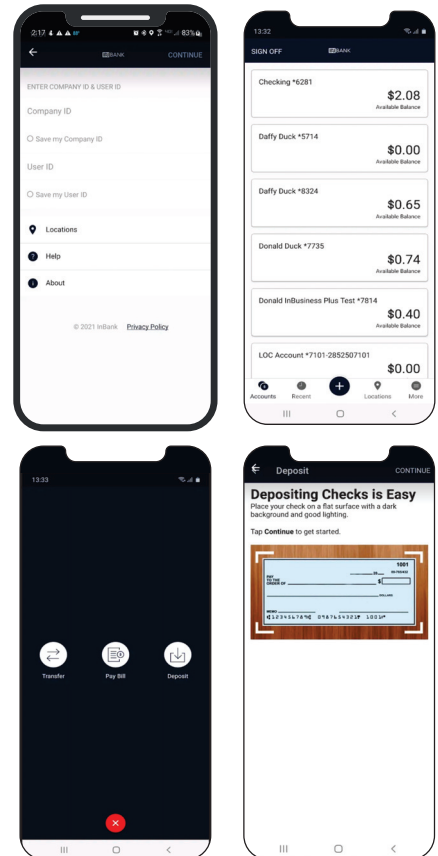 2:17
83%
INBANK
CONTINUE
ENTER COMPANY ID & USER ID
Company ID
Save my Company ID
User ID
Save my User ID
Locations
Help
About
© 2021 InBank Privacy Policy
13:32
SIGN OFF
INBANK
Checking *6281
$2.08
Available Balance
Daffy Duck *5714
$0.00
Available Balance
Daffy Duck *8324
$0.65
Available Balance
Donald Duck *7735
$0.74
Available Balance
Donald InBusiness Plus Test *7814
$0.40
Available Balance
LOC Account *7101-2852507101
$0.00
Accounts Recent Locations More
13:33
Transfer Pay Bill Deposit
Deposit
CONTINUE
Depositing Checks is Easy
Place your check on a flat surface with a dark
background and good lighting.
Tap Continue to get started.
1001
PAY
TO THE
ORDER OF
$
DOLLARS
MEMO
123456789 0987654321 1001